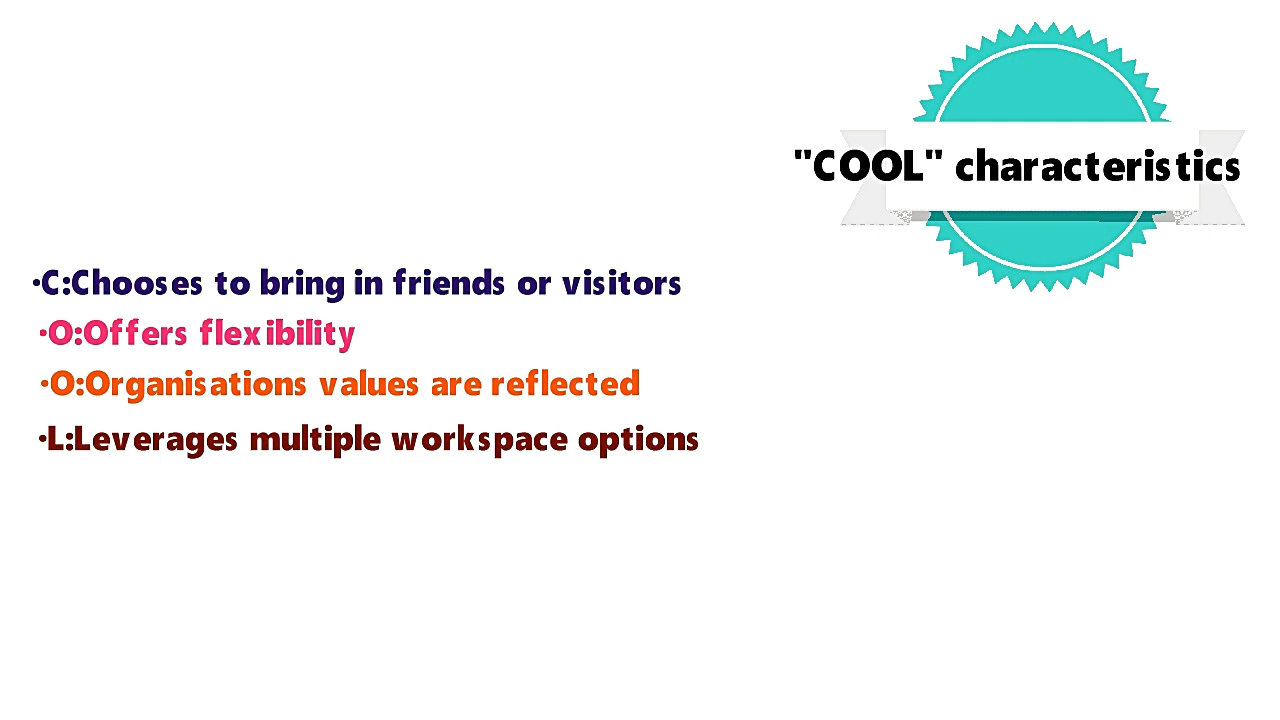 "COOL" characteristics
·C:Chooses to bring in friends or visitors
·O:Offers flexibility
·O:Organisations values are reflected
·L:Leverages multiple workspace options